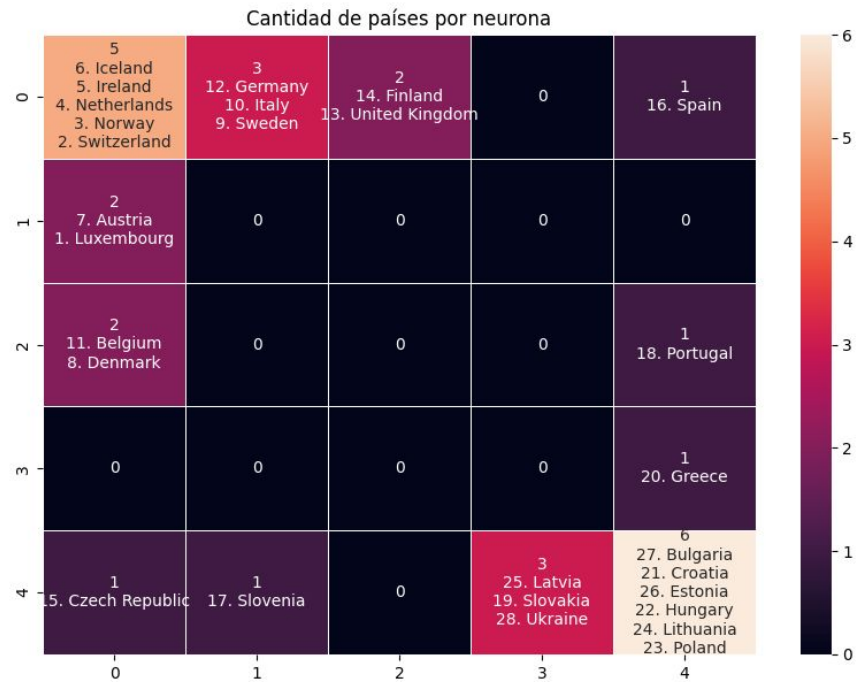 Cantidad de países por neurona
0
5
6. Iceland
5. Ireland
4. Netherlands
3. Norway
2. Switzerland
3
12. Germany
10. Italy
9. Sweden
2
14. Finland
13. United Kingdom
0
1
16. Spain
1
2
7. Austria
1. Luxembourg
0
0
0
0
2
2
11. Belgium
8. Denmark
0
0
0
1
18. Portugal
3
0
0
0
0
1
20. Greece
4
1
15. Czech Republic
1
17. Slovenia
0
3
25. Latvia
19. Slovakia
28. Ukraine
6
27. Bulgaria
21. Croatia
26. Estonia
22. Hungary
24. Lithuania
23. Poland
0
1
2
3
4
6
5
4
3
2
1
0